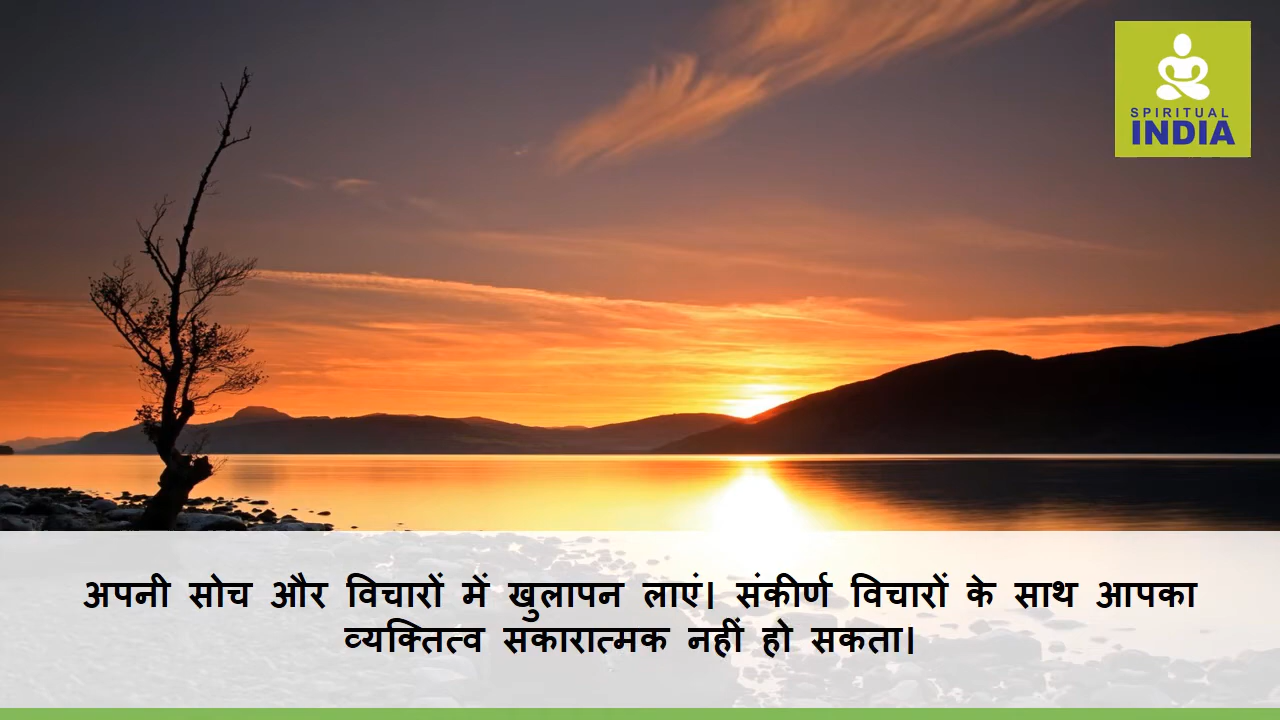 SPIRITUAL
INDIA
अपनी सोच और विचारों में खुलापन लाएं। संकीर्ण विचारों के साथ आपका
व्यक्तित्व सकारात्मक नहीं हो सकता।